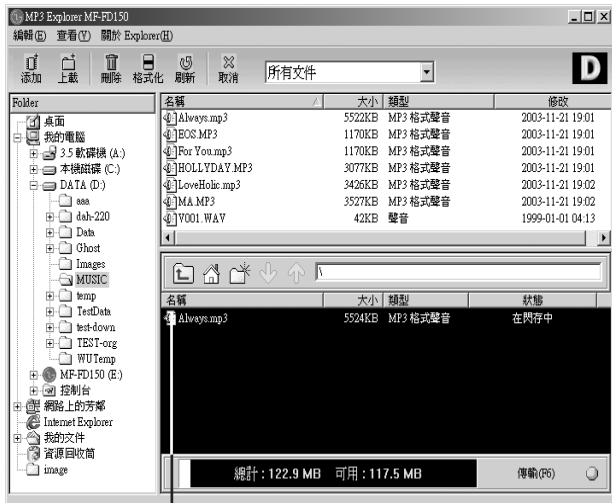 MP3 Explorer MF-FD150
編輯(E) 查看(V) 關於 Explorer(H)
添加 上載 刪除 格式化 刷新 取消 所有文件 D
Folder
桌面
我的電腦
3.5 軟碟機 (A:)
本機磁碟 (C:)
DATA (D:)
aaa
dah-220
Data
Ghost
Images
MUSIC
temp
TestData
test-down
TEST-org
WUTemp
MF-FD150 (E:)
控制台
網路上的芳鄰
Internet Explorer
我的文件
資源回收筒
image
名稱 大小 類型 修改
Always.mp3 5522KB MP3 格式聲音 2003-11-21 19:01
EOS.MP3 1170KB MP3 格式聲音 2003-11-21 19:01
For You.mp3 1170KB MP3 格式聲音 2003-11-21 19:01
HOLLYDAY.MP3 3077KB MP3 格式聲音 2003-11-21 19:01
LoveHolic.mp3 3426KB MP3 格式聲音 2003-11-21 19:02
MA.MP3 3527KB MP3 格式聲音 2003-11-21 19:02
V001.WAV 42KB 聲音 1999-01-01 04:13
\
名稱 大小 類型 狀態
Always.mp3 5524KB MP3 格式聲音 在閃存中
總計 : 122.9 MB 可用 : 117.5 MB 傳輸(F6)